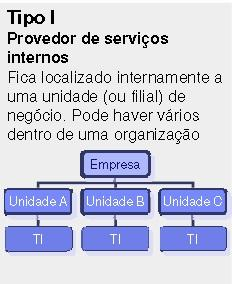 Tipo I
Provedor de serviços
internos
Fica localizado internamente a
uma unidade (ou filial) de
negócio. Pode haver vários
dentro de uma organização
Empresa
Unidade A Unidade B Unidade C
TI TI TI